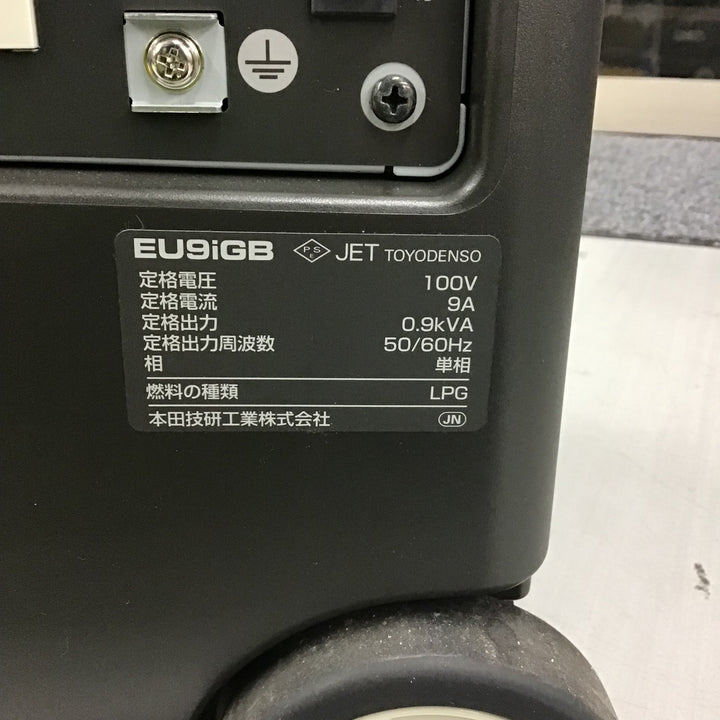 EU9iGB PSE JET TOYODENSO
定格電圧 100V
定格電流 9A
定格出力 0.9kVA
定格出力周波数 50/60Hz
相 単相
燃料の種類 LPG
本田技研工業株式会社 JN